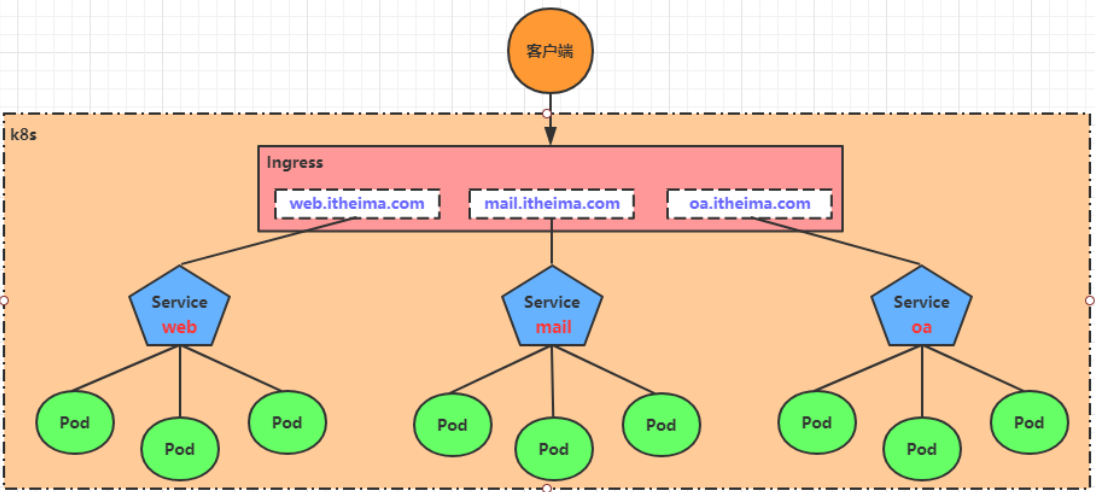 客户端
k8s
Ingress
web.itheima.com
mail.itheima.com
oa.itheima.com
Service
web
Service
mail
Service
oa
Pod
Pod
Pod
Pod
Pod
Pod
Pod
Pod
Pod